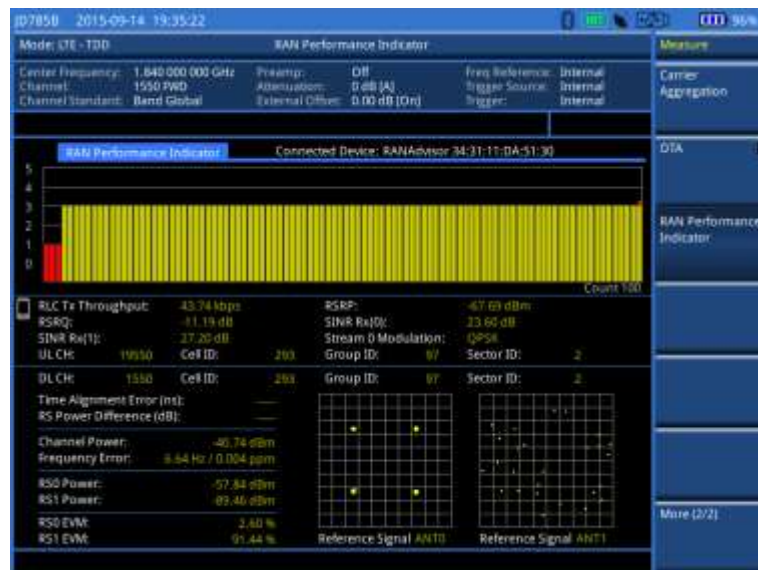 JD785B 2015-09-14 19:35:22 96%
Mode: LTE - TDD RAN Performance Indicator Measure
Center Frequency: 1.840 000 000 GHz Preamp: Off Freq Reference: Internal
Channel: 1550 FWD Attenuation: 0 dB [A] Trigger Source: Internal
Channel Standard: Band Global External Offset: 0.00 dB [On] Trigger: Internal
Carrier Aggregation
OTA
RAN Performance Indicator
More (2/2)
RAN Performance Indicator Connected Device: RANAdvisor 34:31:11:DA:51:30
5
4
3
2
1
0
Count 100
RLC Tx Throughput: 43.74 kbps RSRP: -67.69 dBm
RSRQ: -11.19 dB SINR Rx(0): 23.60 dB
SINR Rx(1): 27.20 dB Stream 0 Modulation: QPSK
UL CH: 19550 Cell ID: 293 Group ID: 97 Sector ID: 2
DL CH: 1550 Cell ID: 293 Group ID: 97 Sector ID: 2
Time Alignment Error (ns): ----
RS Power Difference (dB): ----
Channel Power: -46.74 dBm
Frequency Error: 6.64 Hz / 0.004 ppm
RS0 Power: -57.84 dBm
RS1 Power: -89.46 dBm
RS0 EVM: 2.60 %
RS1 EVM: 91.44 %
Reference Signal ANT0 Reference Signal ANT1